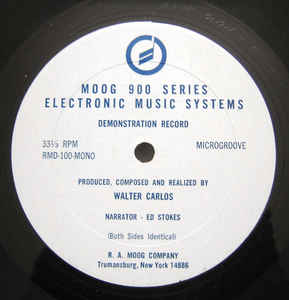 MOOG 900 SERIES
ELECTRONIC MUSIC SYSTEMS
DEMONSTRATION RECORD
33⅓ RPM MICROGROOVE
RMD-100-MONO
PRODUCED, COMPOSED AND REALIZED BY
WALTER CARLOS
NARRATOR - ED STOKES
(Both Sides Identical)
R. A. MOOG COMPANY
Trumansburg, New York 14886